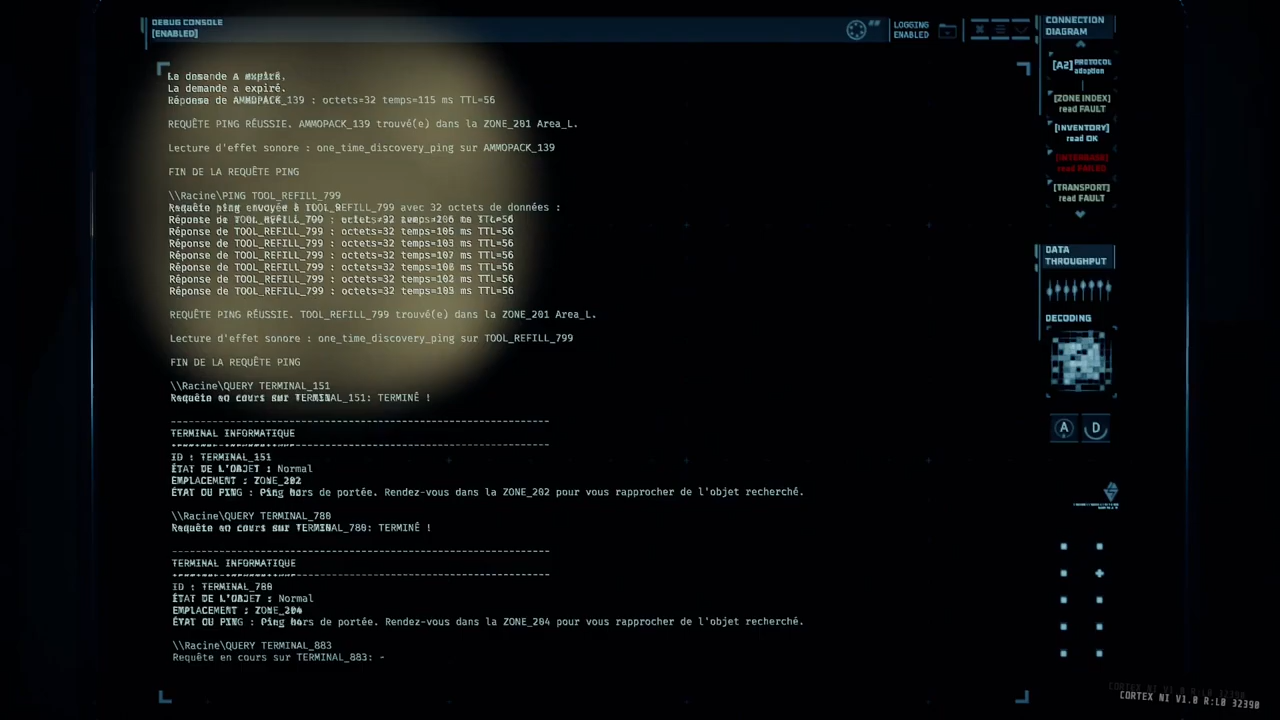 DEBUG CONSOLE
[ENABLED]
LOGGING
ENABLED
La demande a expiré.
La demande a expiré.
Réponse de AMMOPACK_139 : octets=32 temps=115 ms TTL=56
REQUÊTE PING RÉUSSIE. AMMOPACK_139 trouvé(e) dans la ZONE_201 Area_L.
Lecture d'effet sonore : one_time_discovery_ping sur AMMOPACK_139
FIN DE LA REQUÊTE PING
\\Racine\PING TOOL_REFILL_799
Requête ping envoyée à TOOL_REFILL_799 avec 32 octets de données :
Réponse de TOOL_REFILL_799 : octets=32 temps=106 ms TTL=56
Réponse de TOOL_REFILL_799 : octets=32 temps=105 ms TTL=56
Réponse de TOOL_REFILL_799 : octets=32 temps=103 ms TTL=56
Réponse de TOOL_REFILL_799 : octets=32 temps=107 ms TTL=56
Réponse de TOOL_REFILL_799 : octets=32 temps=106 ms TTL=56
Réponse de TOOL_REFILL_799 : octets=32 temps=102 ms TTL=56
Réponse de TOOL_REFILL_799 : octets=32 ms TTL=56
REQUÊTE PING RÉUSSIE. TOOL_REFILL_799 trouvé(e) dans la ZONE_201 Area_L.
Lecture d'effet sonore : one_time_discovery_ping sur TOOL_REFILL_799
FIN DE LA REQUÊTE PING
\\Racine\QUERY TERMINAL_151
Requête en cours sur TERMINAL_151: TERMINÉ !
----------------------------------------------------------------
TERMINAL INFORMATIQUE
----------------------------------------------------------------
ID : TERMINAL_151
ÉTAT DE L'OBJET : Normal
EMPLACEMENT : ZONE_202
ÉTAT DU PING : Ping hors de portée. Rendez-vous dans la ZONE_202 pour vous rapprocher de l'objet recherché.
\\Racine\QUERY TERMINAL_780
Requête en cours sur TERMINAL_780: TERMINÉ !
----------------------------------------------------------------
TERMINAL INFORMATIQUE
----------------------------------------------------------------
ID : TERMINAL_780
ÉTAT DE L'OBJET : Normal
EMPLACEMENT : ZONE_204
ÉTAT DU PING : Ping hors de portée. Rendez-vous dans la ZONE_204 pour vous rapprocher de l'objet recherché.
\\Racine\QUERY TERMINAL_883
Requête en cours sur TERMINAL_883: -
CONNECTION
DIAGRAM
[A2] PROTOCOL
adaption
[ZONE INDEX]
read FAULT
[INVENTORY]
read OK
read FAILED
[TRANSPORT]
read FAULT
DATA
THROUGHPUT
DECODING
A D
CORTEX NI V1.0 R:L0 32390